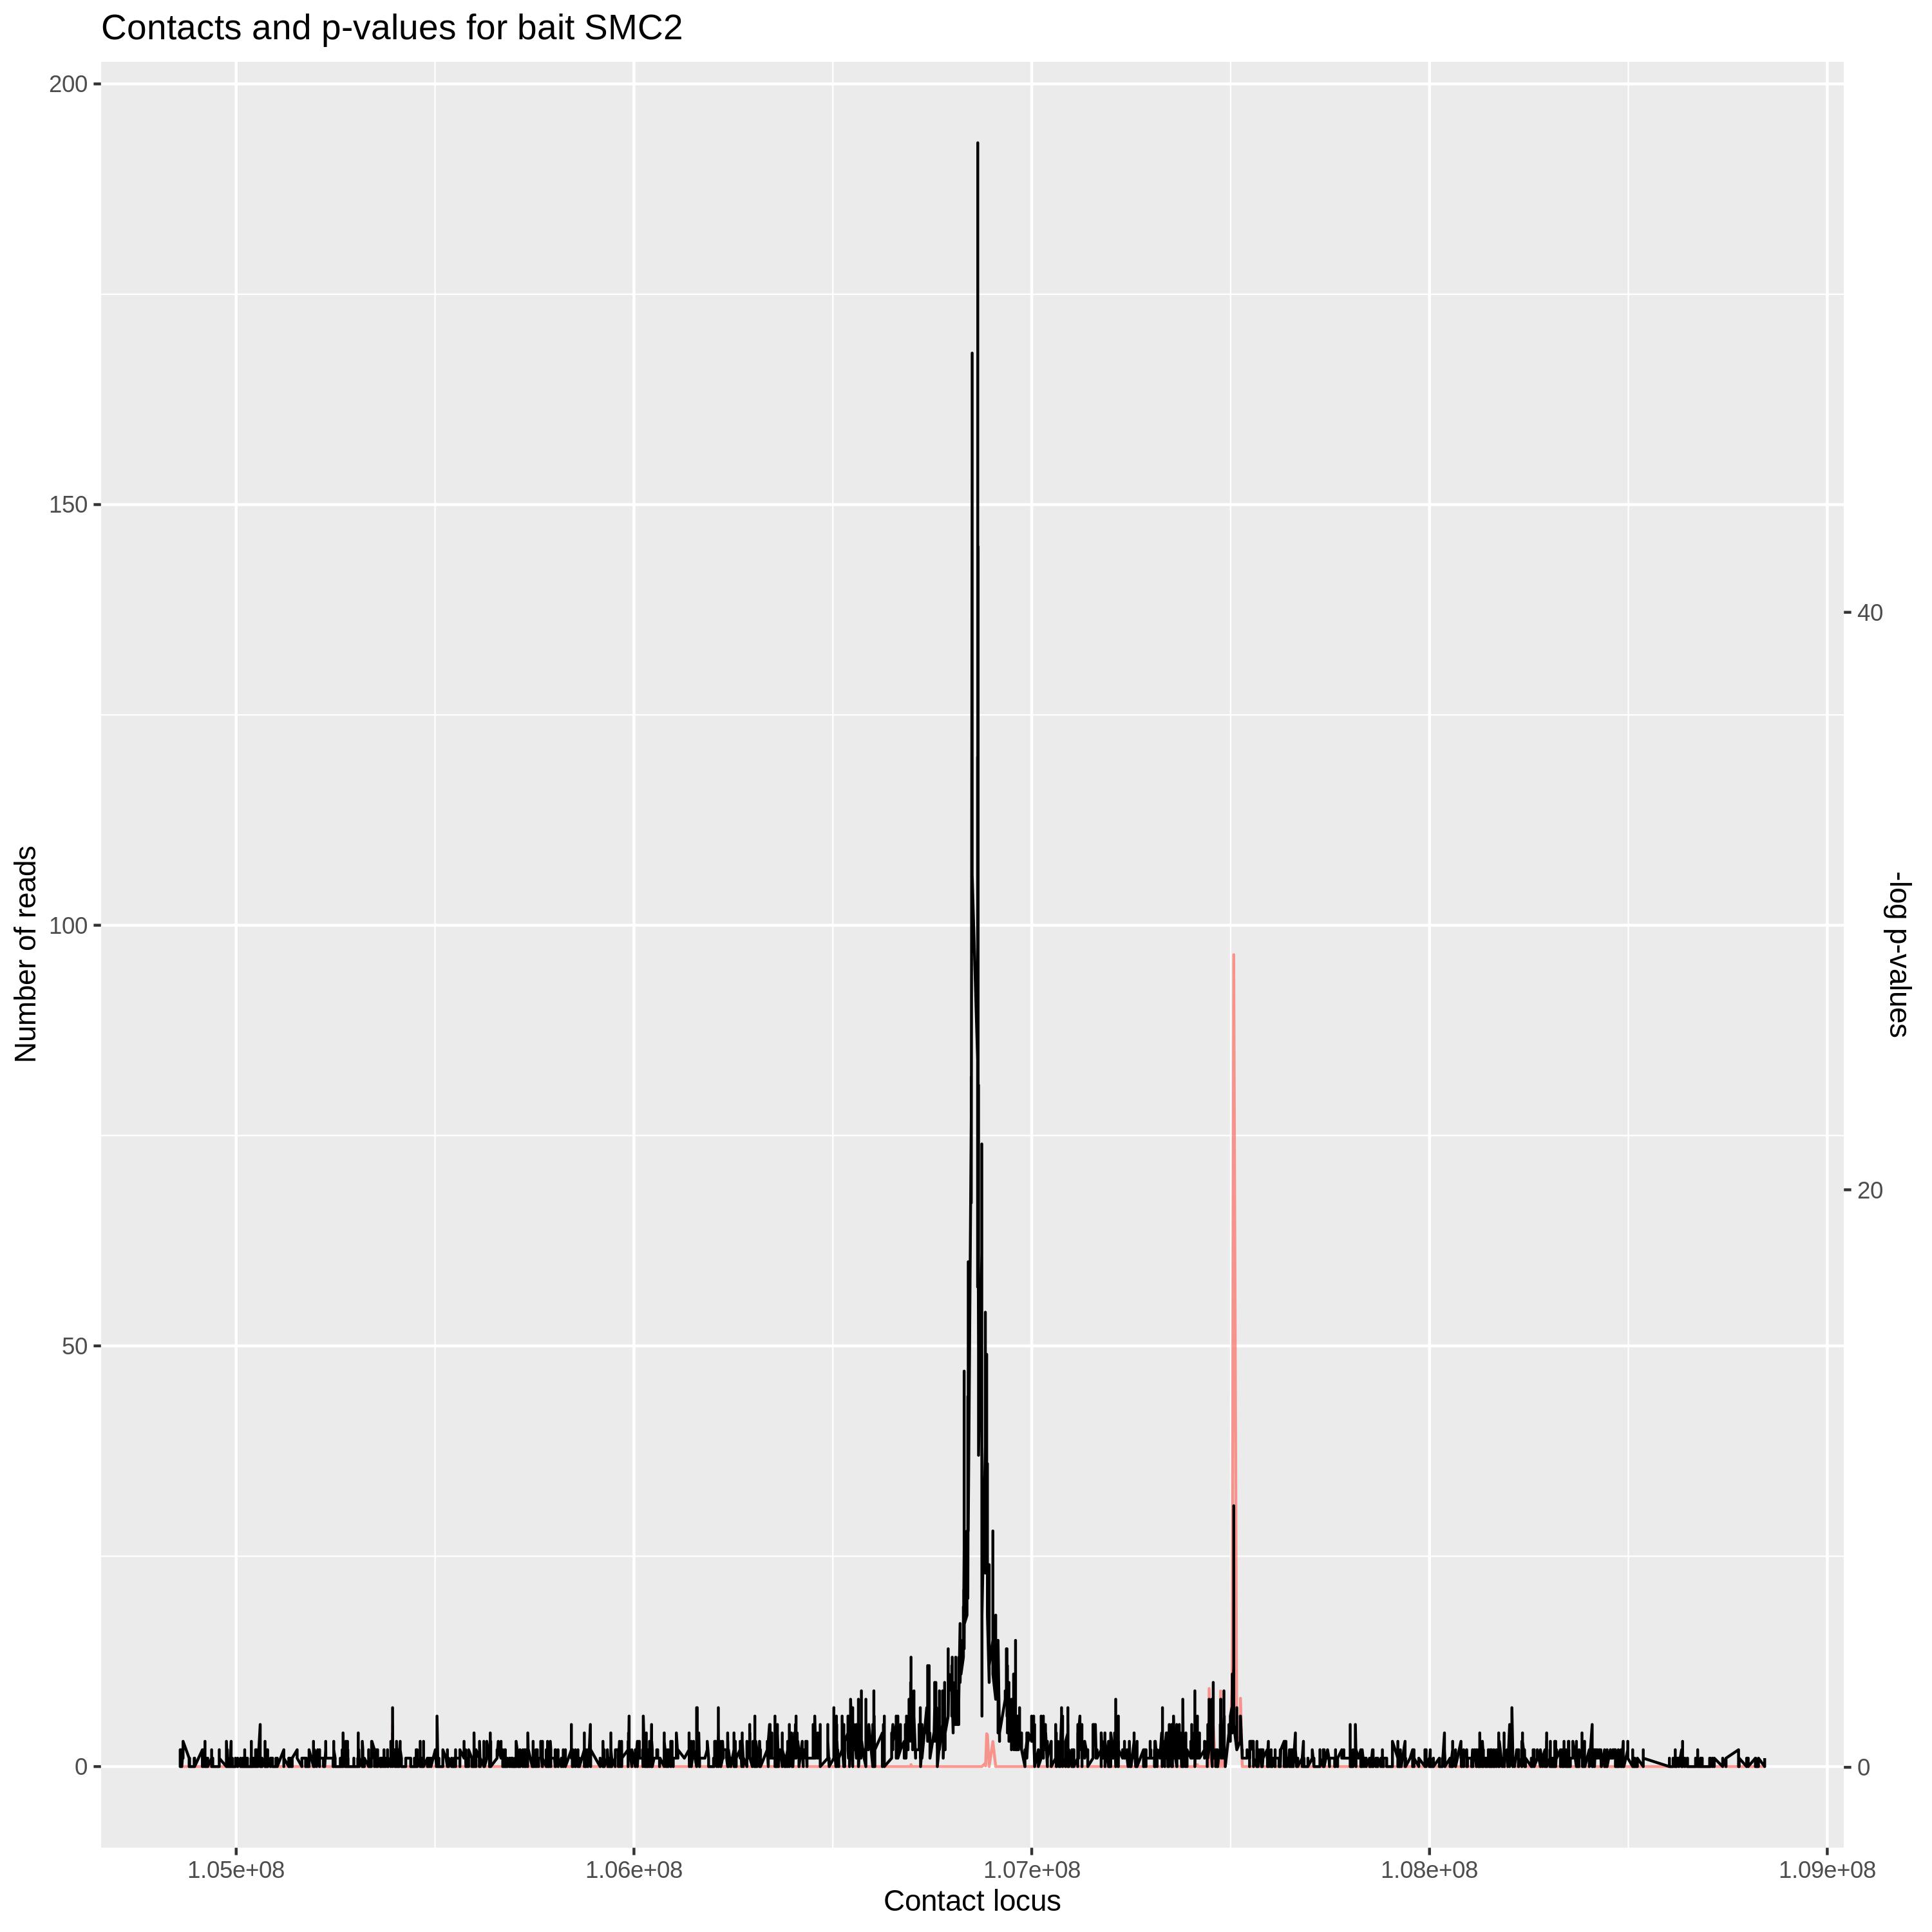 Contacts and p-values for bait SMC2
200
150
100
50
0
Number of reads
40
20
0
-log p-values
1.05e+08 1.06e+08 1.07e+08 1.08e+08 1.09e+08
Contact locus